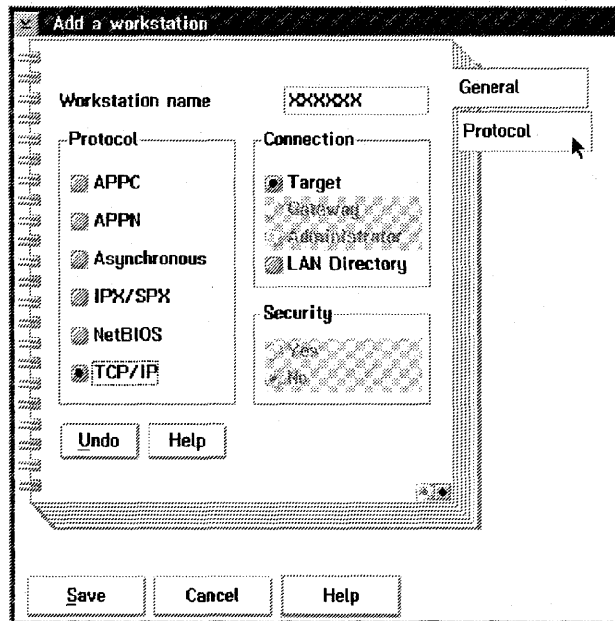 Add a workstation
General
Protocol
Workstation name XXXXXX
Protocol
APPC
APPN
Asynchronous
IPX/SPX
NetBIOS
TCP/IP
Connection
Target
Gateway
Administrator
LAN Directory
Security
Yes
No
Undo Help
Save Cancel Help